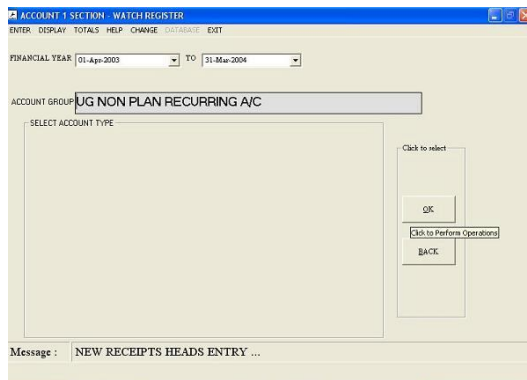 ACCOUNT 1 SECTION - WATCH REGISTER
ENTER DISPLAY TOTALS HELP CHANGE DATABASE EXIT
FINANCIAL YEAR 01-Apr-2003 TO 31-Mar-2004
ACCOUNT GROUP UG NON PLAN RECURRING A/C
SELECT ACCOUNT TYPE
Click to select
OK
Click to Perform Operations
BACK
Message : NEW RECEIPTS HEADS ENTRY ...